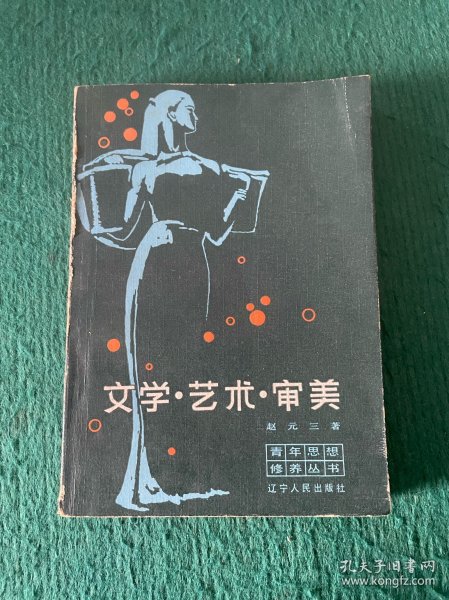 文学·艺术·审美
赵元三著
青年思想
修养丛书
辽宁人民出版社
孔夫子旧书网
www.kongfz.com